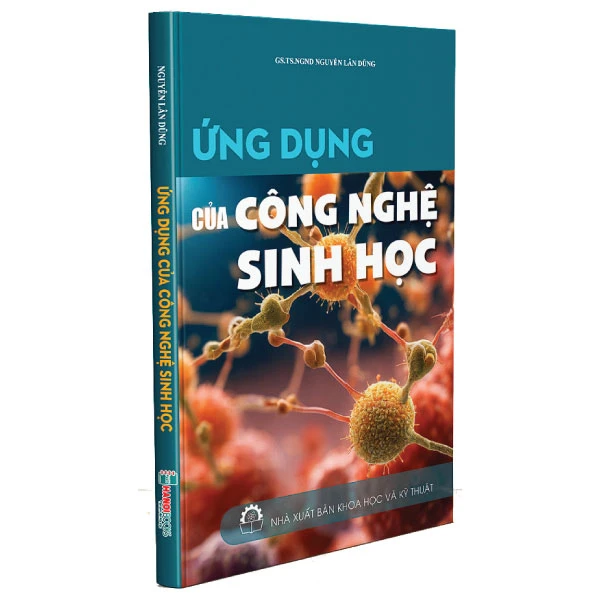 GS.TS.NGND NGUYỄN LÂN DŨNG
ỨNG DỤNG
CỦA CÔNG NGHỆ
SINH HỌC
NHÀ XUẤT BẢN KHOA HỌC VÀ KỸ THUẬT
NGUYỄN LÂN DŨNG
ỨNG DỤNG CỦA CÔNG NGHỆ SINH HỌC
HANOIBOOKS